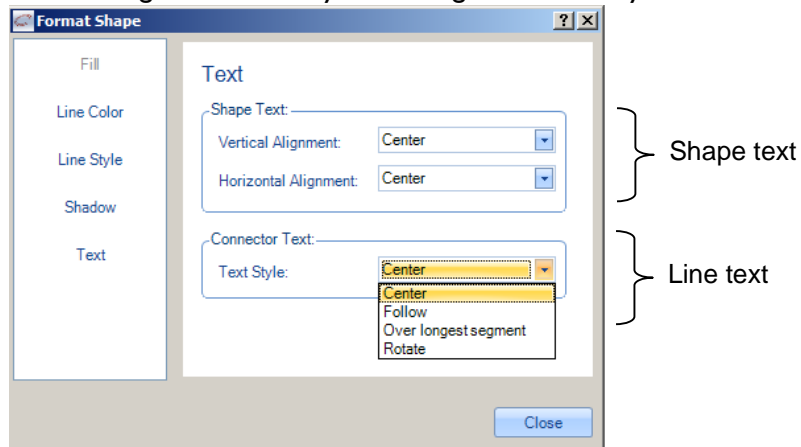 Format Shape
Fill
Line Color
Line Style
Shadow
Text
Text
Shape Text:
Vertical Alignment: Center
Horizontal Alignment: Center
Connector Text:
Text Style: Center
Center
Follow
Over longest segment
Rotate
Close
Shape text
Line text